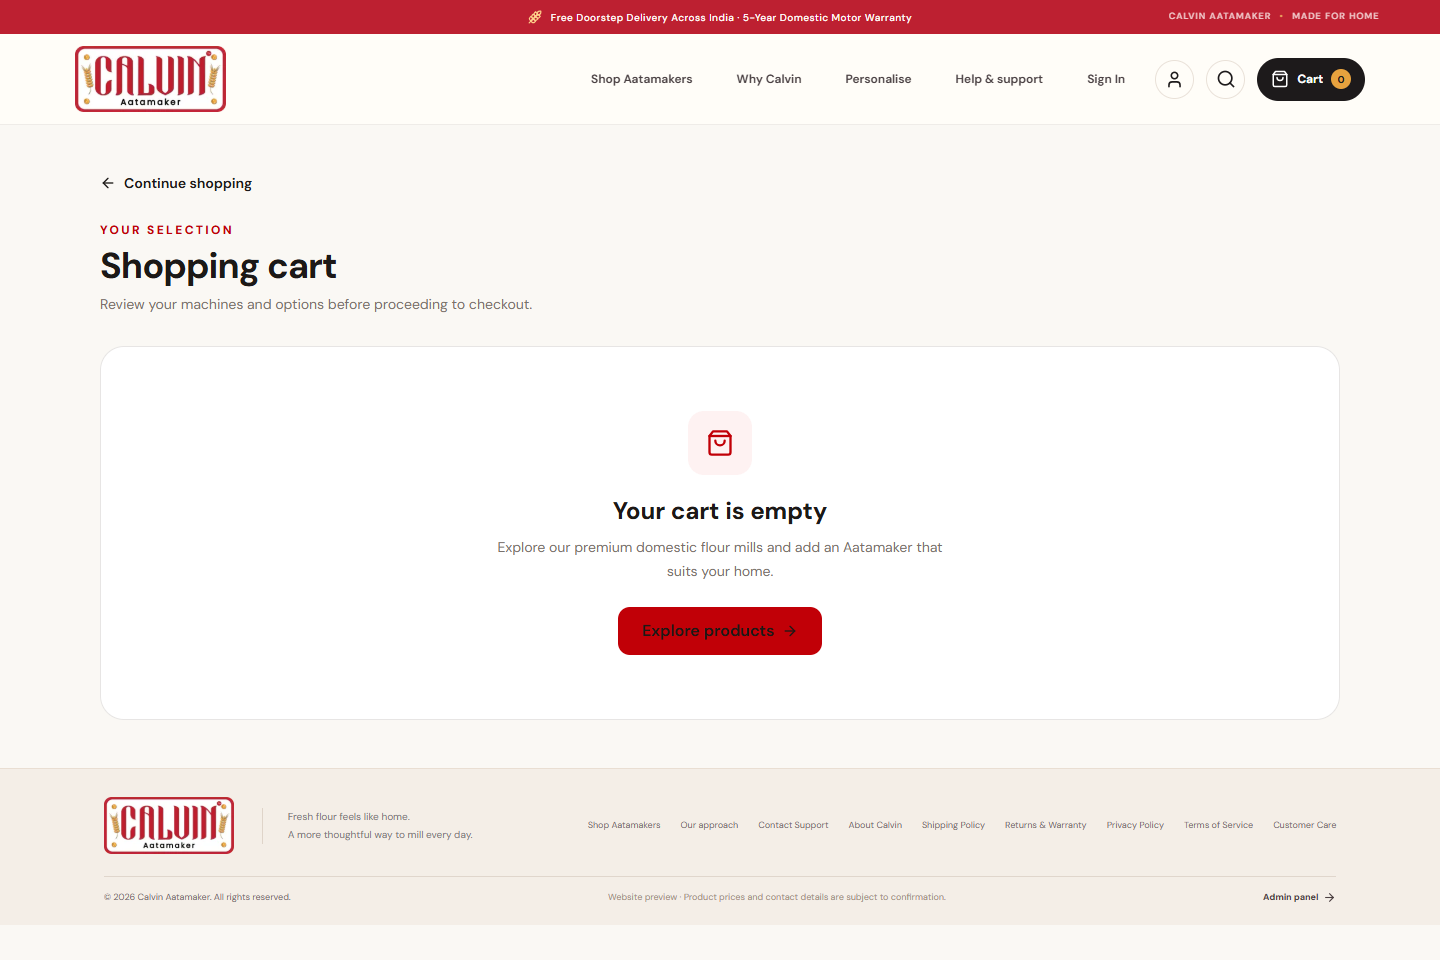 Free Doorstep Delivery Across India · 5-Year Domestic Motor Warranty
CALVIN AATAMAKER • MADE FOR HOME
CALVIN
Aatamaker
Shop Aatamakers
Why Calvin
Personalise
Help & support
Sign In
Cart 0
← Continue shopping
YOUR SELECTION
Shopping cart
Review your machines and options before proceeding to checkout.
Your cart is empty
Explore our premium domestic flour mills and add an Aatamaker that
suits your home.
Explore products →
CALVIN
Aatamaker
Fresh flour feels like home.
A more thoughtful way to mill every day.
Shop Aatamakers
Our approach
Contact Support
About Calvin
Shipping Policy
Returns & Warranty
Privacy Policy
Terms of Service
Customer Care
© 2026 Calvin Aatamaker. All rights reserved.
Website preview · Product prices and contact details are subject to confirmation.
Admin panel →